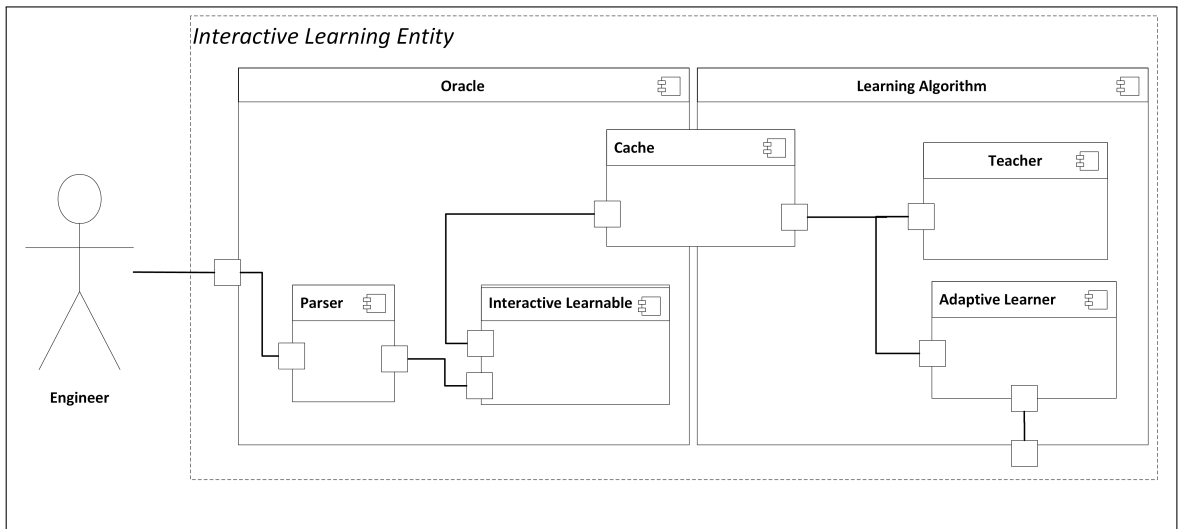 Interactive Learning Entity
Oracle
Learning Algorithm
Cache
Teacher
Parser
Interactive Learnable
Adaptive Learner
Engineer